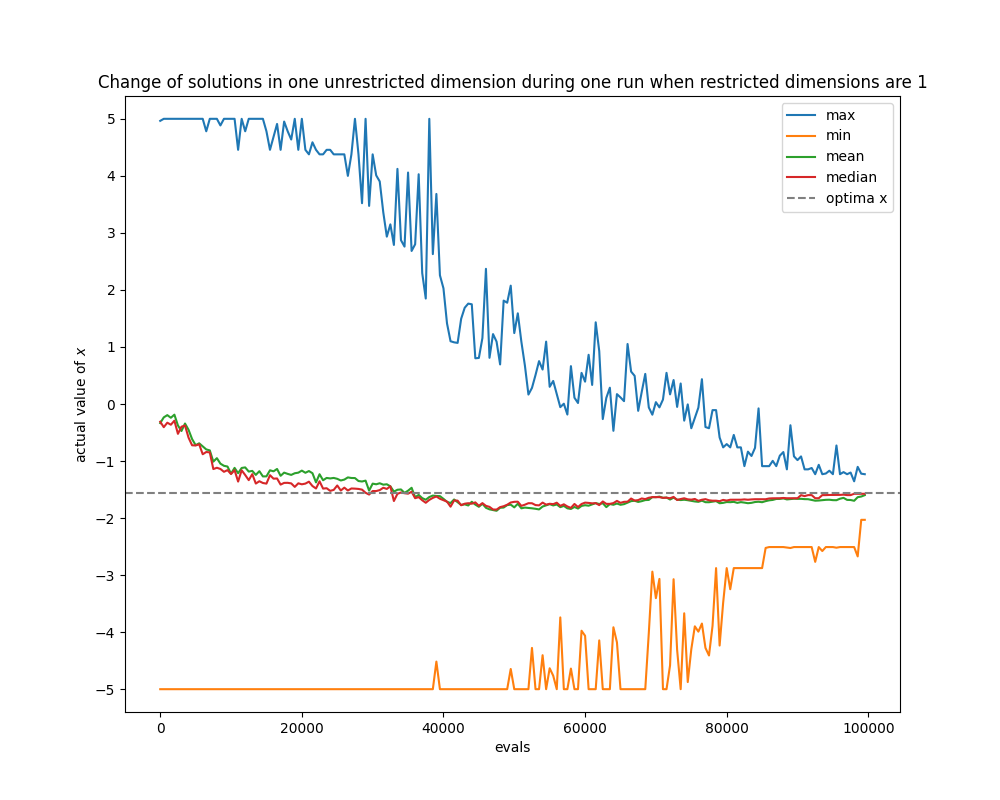 Change of solutions in one unrestricted dimension during one run when restricted dimensions are 1
max
min
mean
median
optima x
5
4
3
2
1
0
−1
−2
−3
−4
−5
actual value of x
0
20000
40000
60000
80000
100000
evals